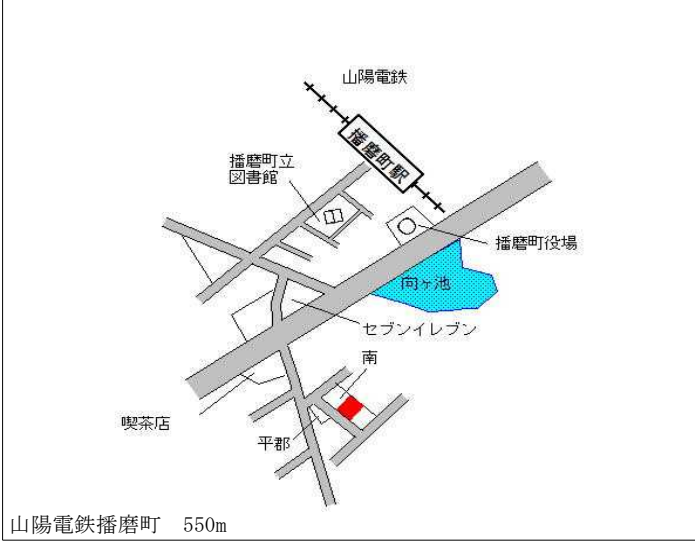 山陽電鉄
播磨町駅
播磨町立
図書館
播磨町役場
向ヶ池
セブンイレブン
南
喫茶店
平郡
山陽電鉄播磨町　550m